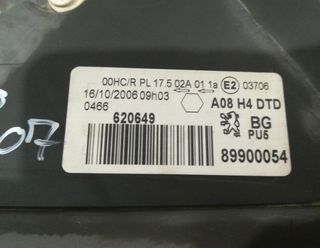 00HC/R PL 17.5 02A 01 1a E2 03706
16/10/2006 09h03
A08 H4 DTD
0466
620649
BG
PU5
89900054